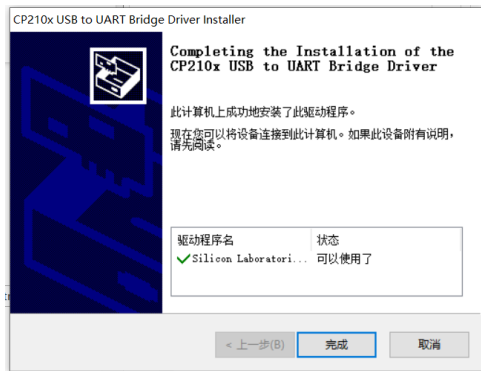 CP210x USB to UART Bridge Driver Installer
Completing the Installation of the
CP210x USB to UART Bridge Driver
此计算机上成功地安装了此驱动程序。
现在您可以将设备连接到此计算机。如果此设备附有说明，
请先阅读。
驱动程序名 状态
Silicon Laboratori... 可以使用了
< 上一步(B) 完成 取消